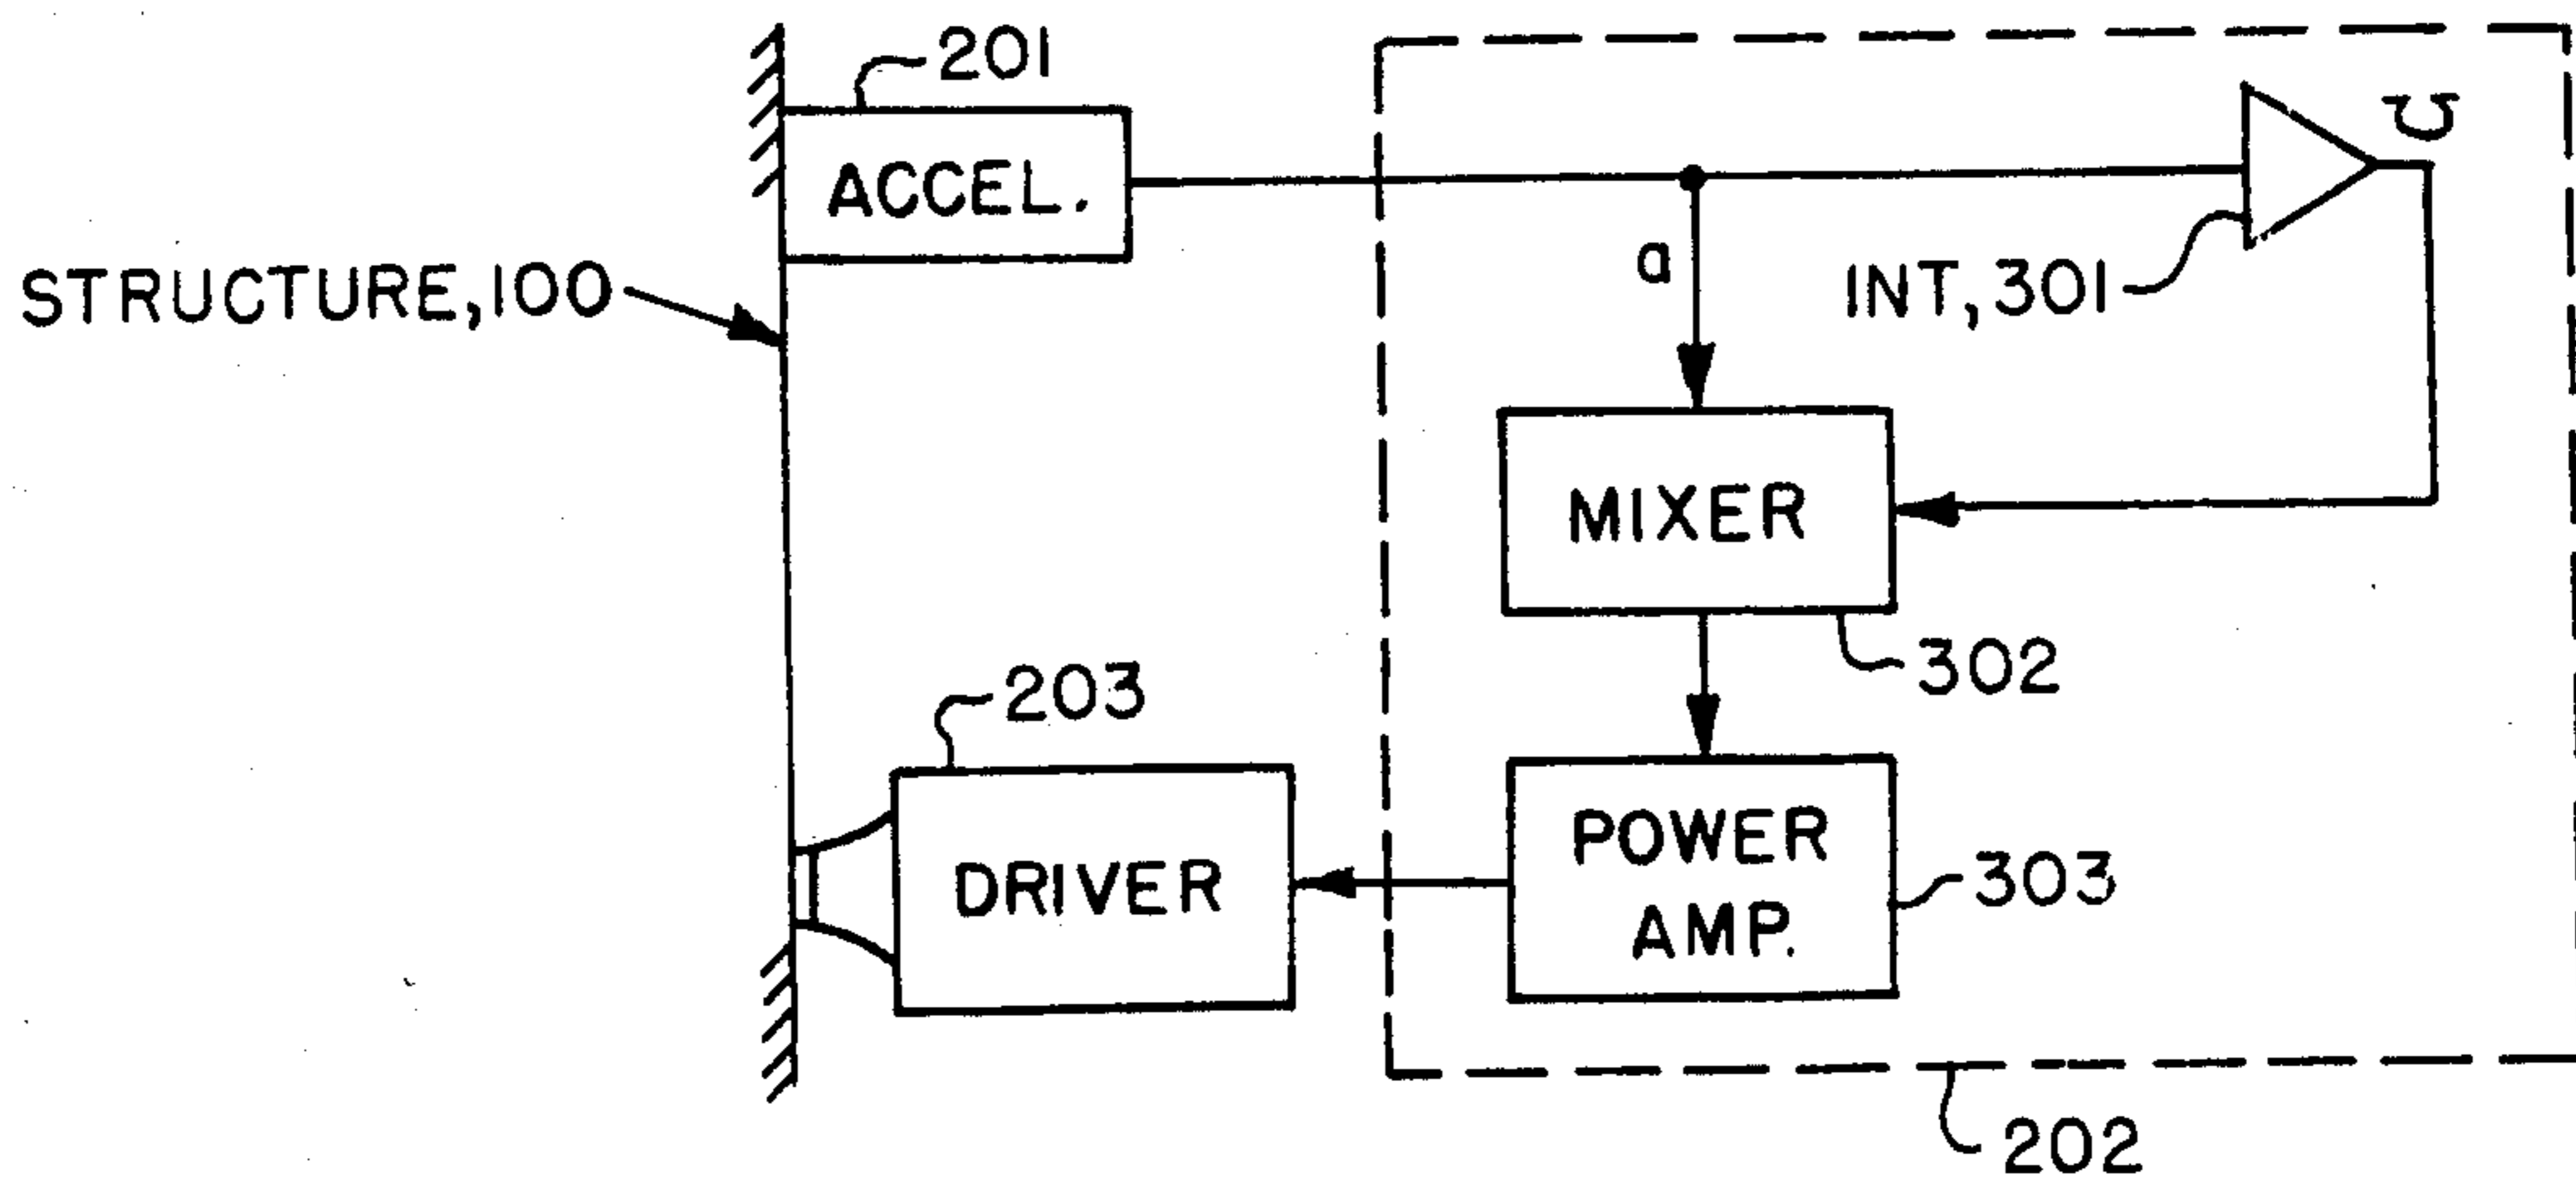 201
ACCEL.
STRUCTURE,100
a
INT,301
MIXER
302
203
DRIVER
POWER
AMP.
303
202